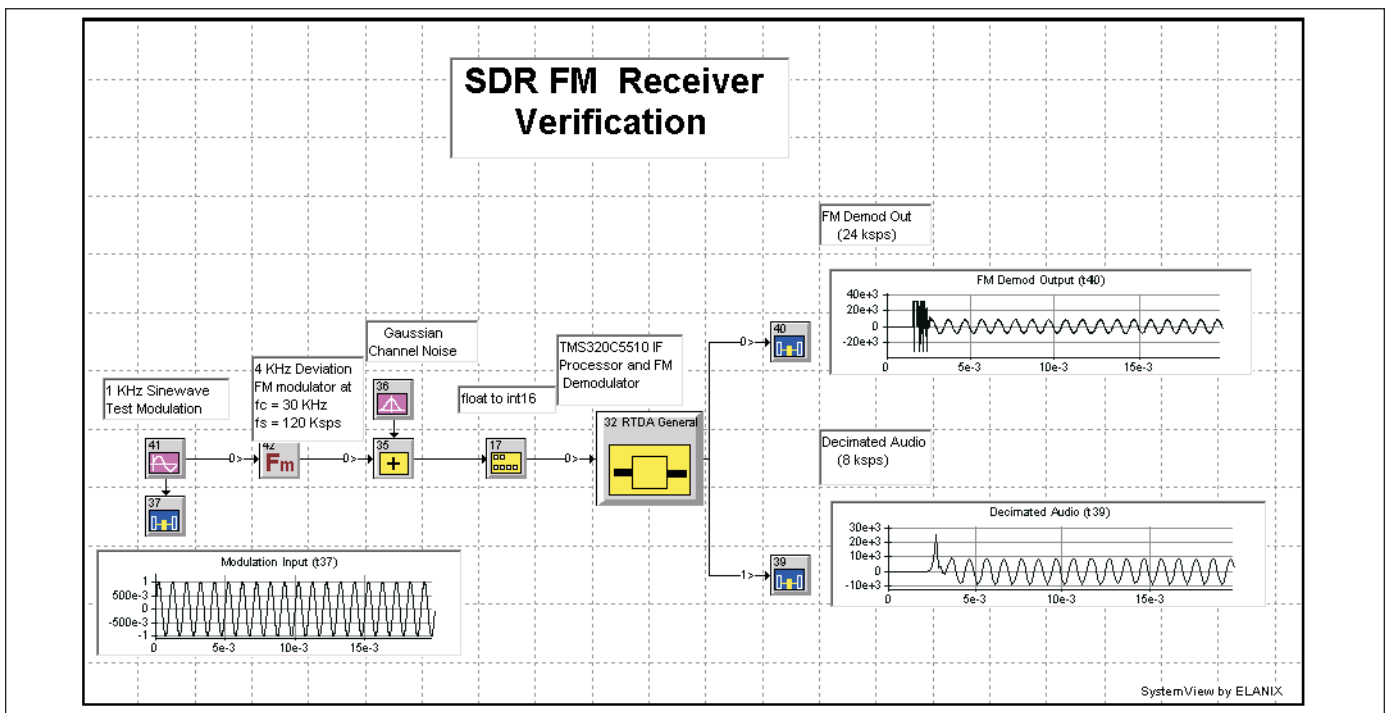 SDR FM Receiver
Verification
FM Demod Out
(24 ksps)
FM Demod Output (t40)
40e+3
20e+3
0
-20e+3
0
5e-3
10e-3
15e-3
40
0>
Gaussian
Channel Noise
TMS320C5510 IF
Processor and FM
Demodulator
4 KHz Deviation
FM modulator at
fc = 30 KHz
fs = 120 Ksps
1 KHz Sinewave
Test Modulation
36
float to int16
32 RTDA General
41
0>
42
Fm
0>
35
+
17
0>
37
Decimated Audio
(8 ksps)
Decimated Audio (t39)
30e+3
20e+3
10e+3
0
-10e+3
0
5e-3
10e-3
15e-3
1>
39
Modulation Input (t37)
1
500e-3
0
-500e-3
-1
0
5e-3
10e-3
15e-3
SystemView by ELANIX